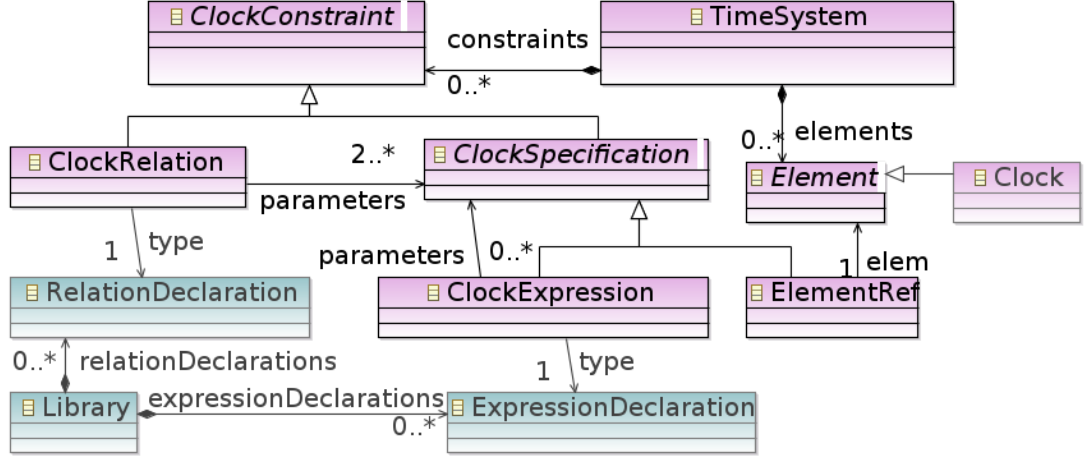 ClockConstraint
TimeSystem
constraints
0..*
0..*
elements
ClockRelation
2..*
ClockSpecification
Element
Clock
parameters
1
type
parameters
0..*
1
elem
RelationDeclaration
ClockExpression
ElementRef
0..*
relationDeclarations
1
type
Library
expressionDeclarations
0..*
ExpressionDeclaration